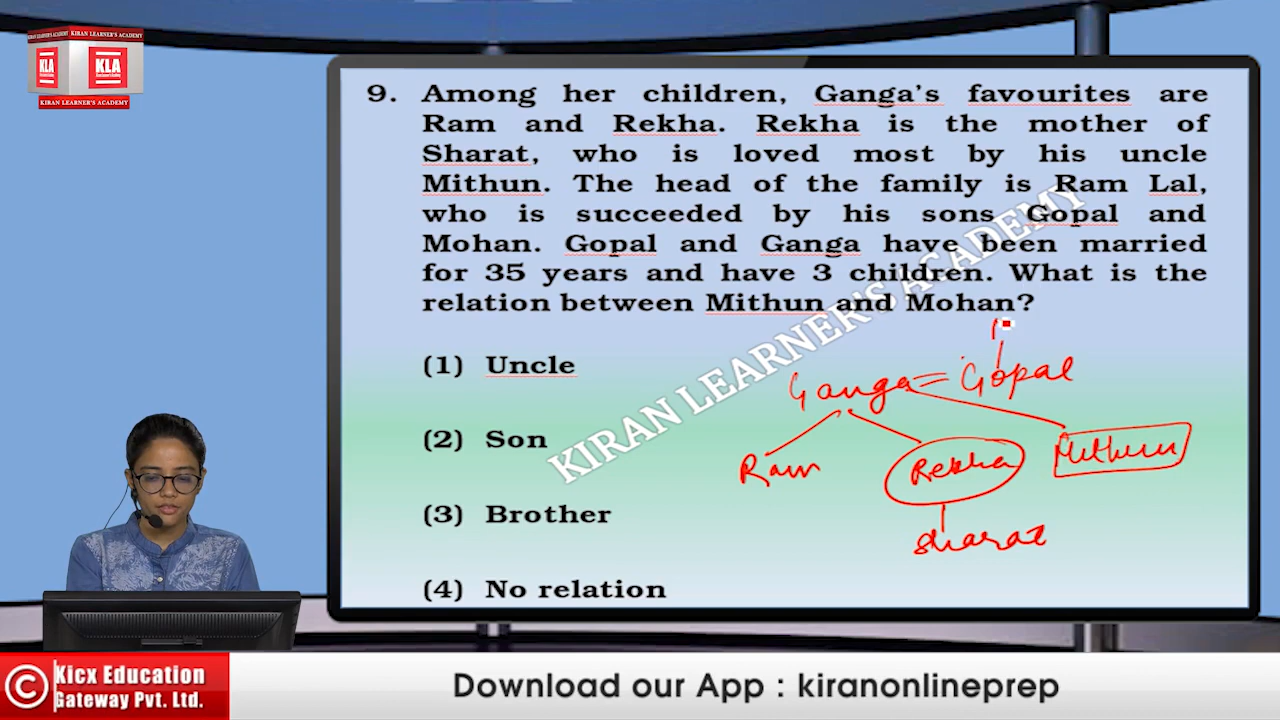 KIRAN LEARNER'S ACADEMY KIRAN LEARNER'S ACADEMY
KLA KLA
KIRAN LEARNER'S ACADEMY
9. Among her children, Ganga's favourites are
Ram and Rekha. Rekha is the mother of
Sharat, who is loved most by his uncle
Mithun. The head of the family is Ram Lal,
who is succeeded by his sons Gopal and
Mohan. Gopal and Ganga have been married
for 35 years and have 3 children. What is the
relation between Mithun and Mohan?
(1) Uncle
(2) Son
(3) Brother
(4) No relation
KIRAN LEARNER'S ACADEMY
Ganga = Gopal
Ram Rekha Mithun
Sharat
© Kicx Education
Gateway Pvt. Ltd.
Download our App : kiranonlineprep